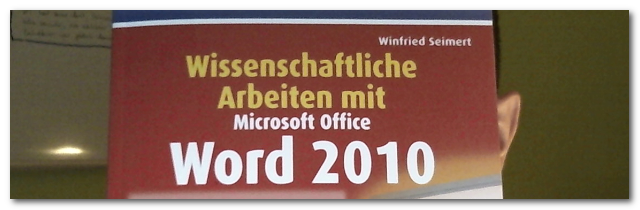 Winfried Seimert
Wissenschaftliche
Arbeiten mit
Microsoft Office
Word 2010